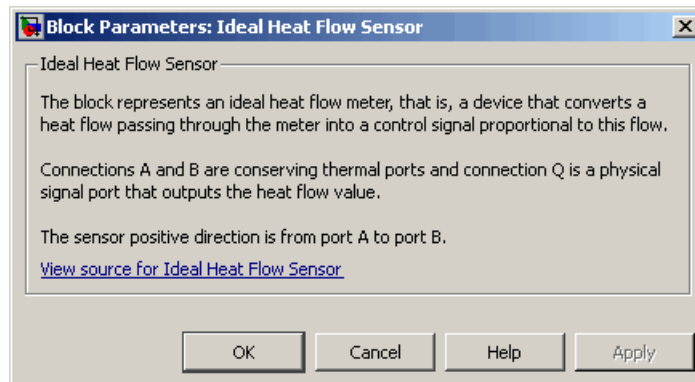 Block Parameters: Ideal Heat Flow Sensor
Ideal Heat Flow Sensor
The block represents an ideal heat flow meter, that is, a device that converts a
heat flow passing through the meter into a control signal proportional to this flow.
Connections A and B are conserving thermal ports and connection Q is a physical
signal port that outputs the heat flow value.
The sensor positive direction is from port A to port B.
View source for Ideal Heat Flow Sensor
OK Cancel Help Apply